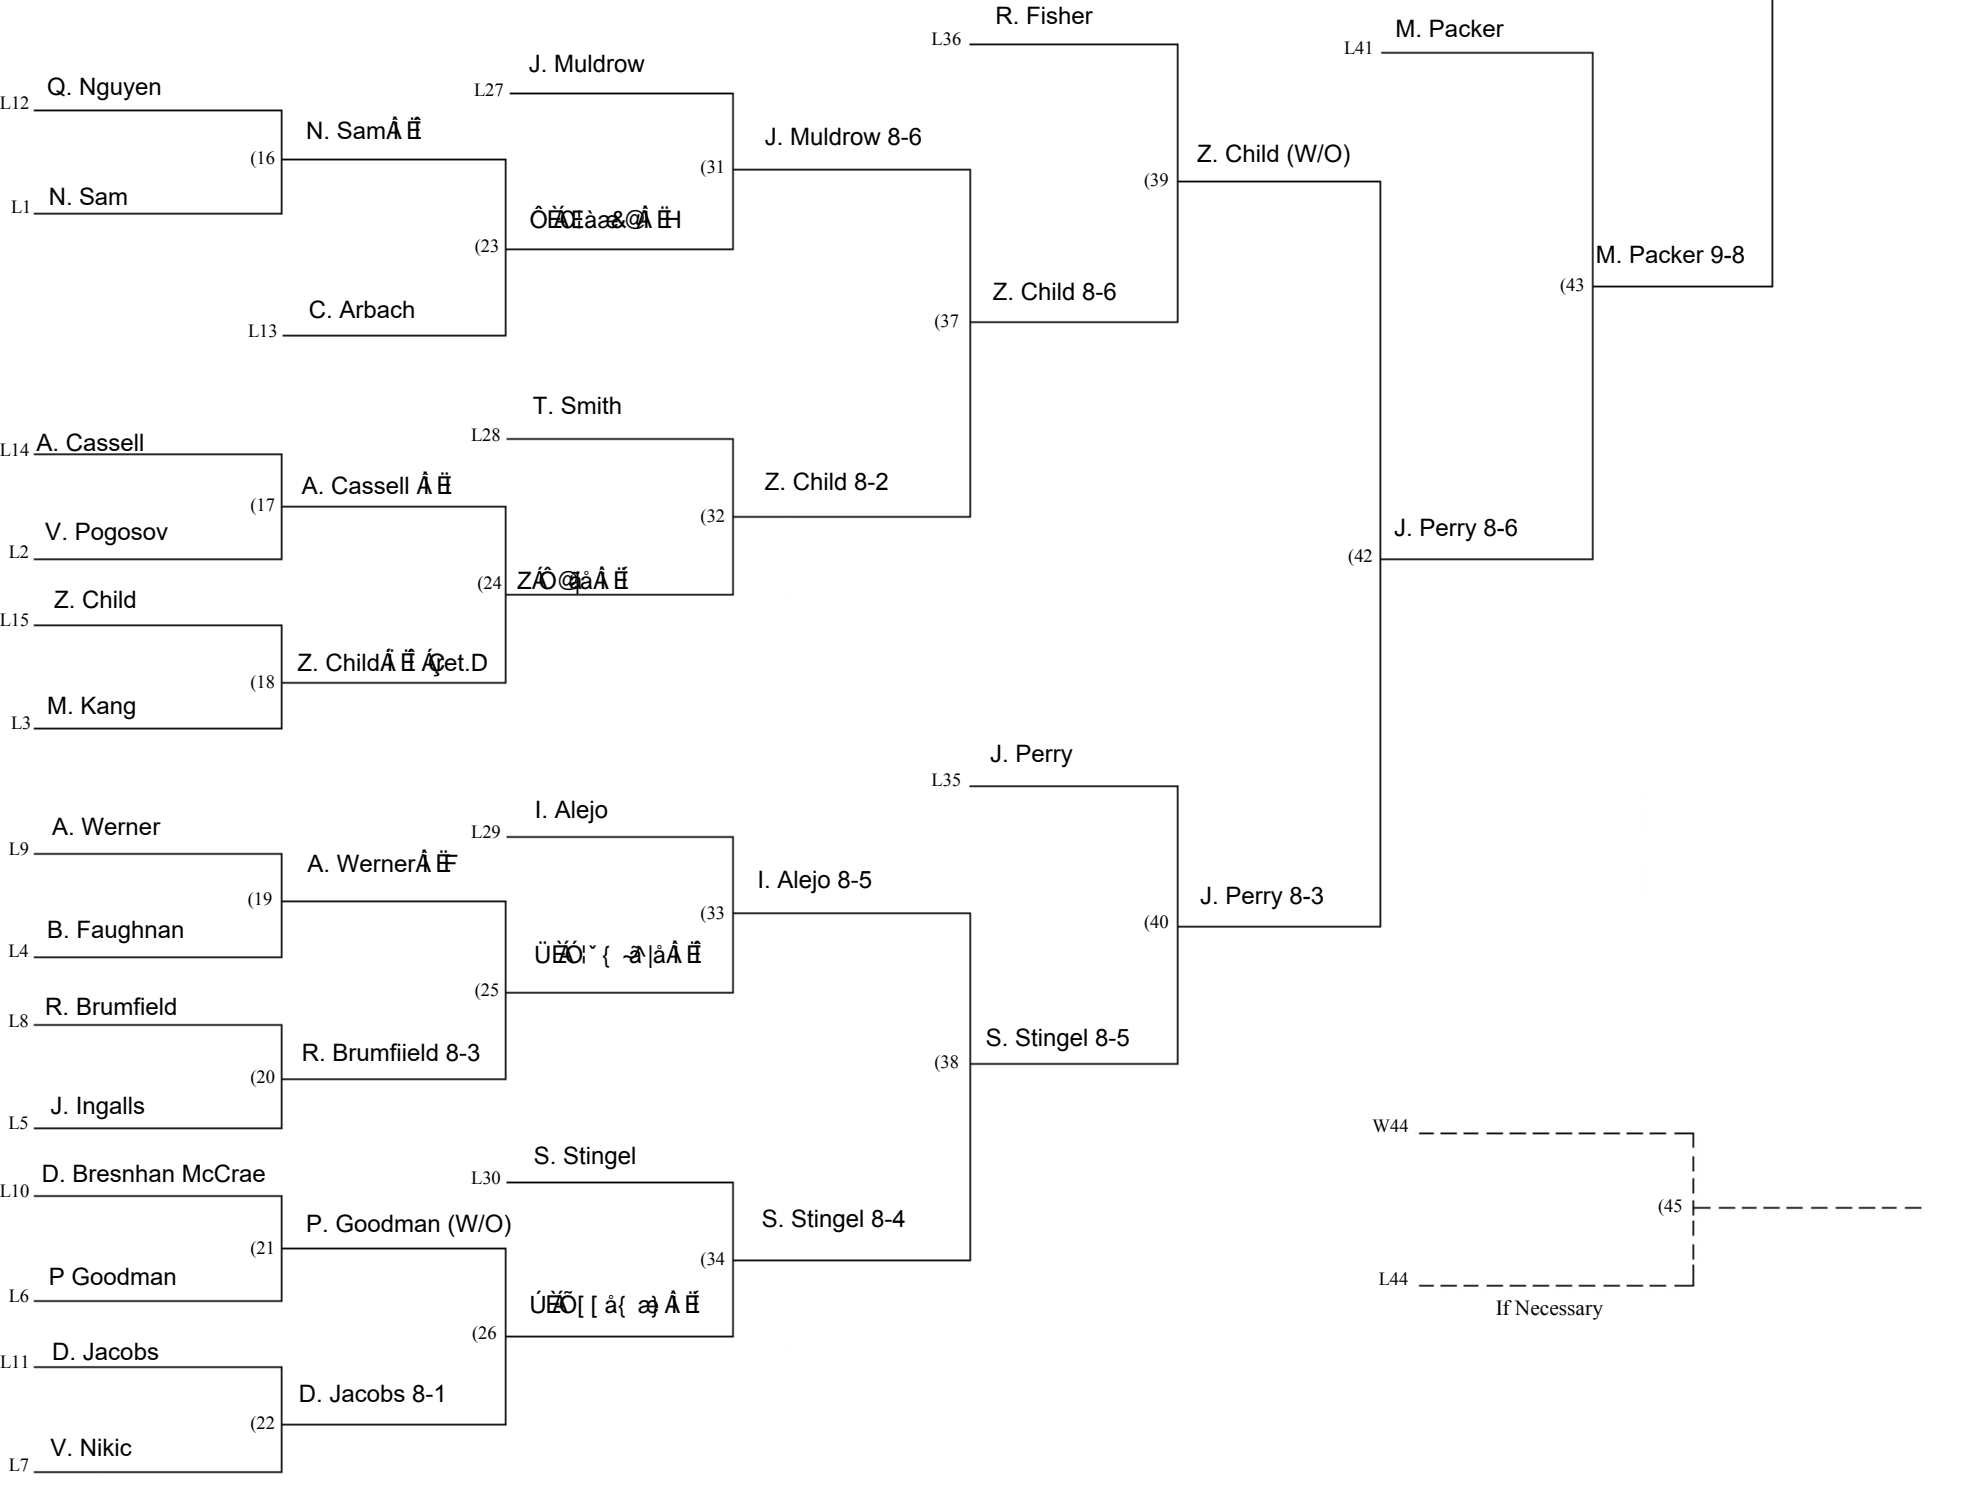 R. Fisher
L36
M. Packer
L41
J. Muldrow
L27
Q. Nguyen
L12
N. Sam
(16
J. Muldrow 8-6
(31
Z. Child (W/O)
(39
N. Sam
L1
(23
M. Packer 9-8
(43
Z. Child 8-6
(37
C. Arbach
L13
T. Smith
L28
A. Cassell
L14
A. Cassell
(17
Z. Child 8-2
(32
V. Pogosov
L2
J. Perry 8-6
(42
(24
Z. Child
L15
Z. Child
(18
M. Kang
L3
J. Perry
L35
I. Alejo
L29
A. Werner
L9
A. Werner
(19
I. Alejo 8-5
(33
J. Perry 8-3
(40
B. Faughnan
L4
(25
R. Brumfield
L8
S. Stingel 8-5
(38
R. Brumfiield 8-3
(20
J. Ingalls
L5
W44
S. Stingel
L30
D. Bresnhan McCrae
L10
(45
P. Goodman (W/O)
(21
S. Stingel 8-4
(34
P Goodman
L6
L44
If Necessary
(26
D. Jacobs
L11
D. Jacobs 8-1
(22
V. Nikic
L7